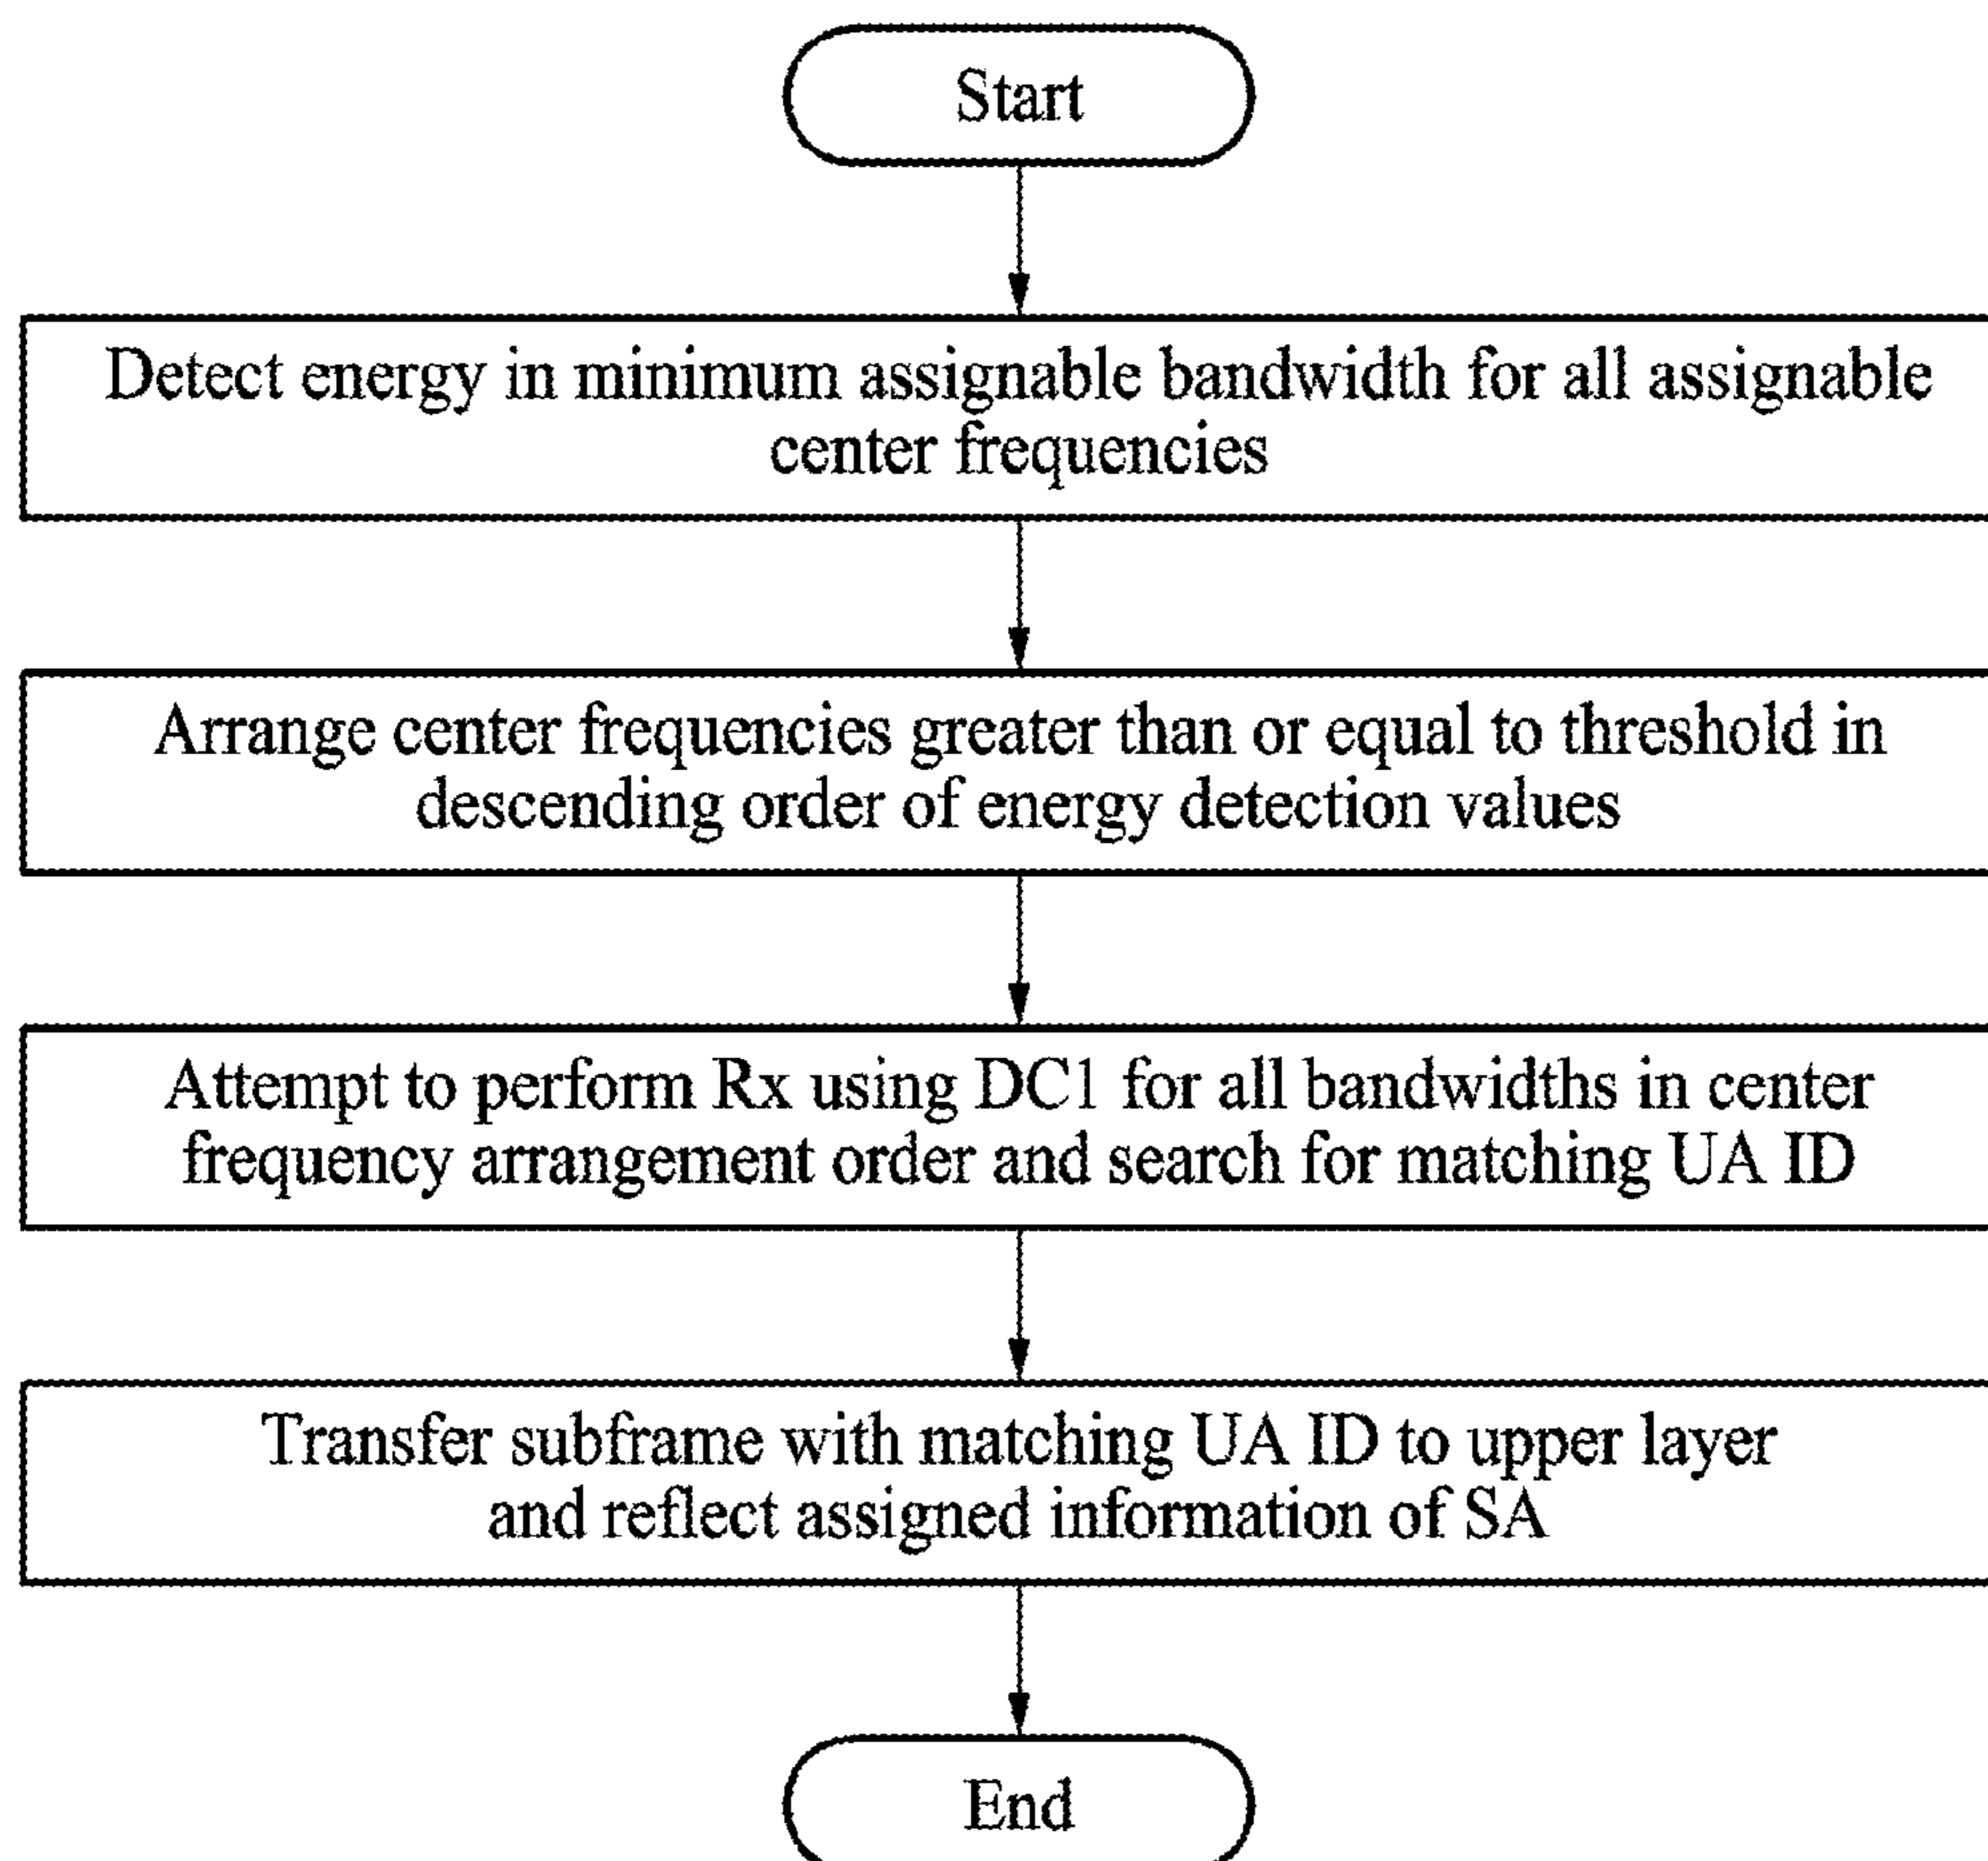 Start
Detect energy in minimum assignable bandwidth for all assignable
center frequencies
Arrange center frequencies greater than or equal to threshold in
descending order of energy detection values
Attempt to perform Rx using DC1 for all bandwidths in center
frequency arrangement order and search for matching UA ID
Transfer subframe with matching UA ID to upper layer
and reflect assigned information of SA
End